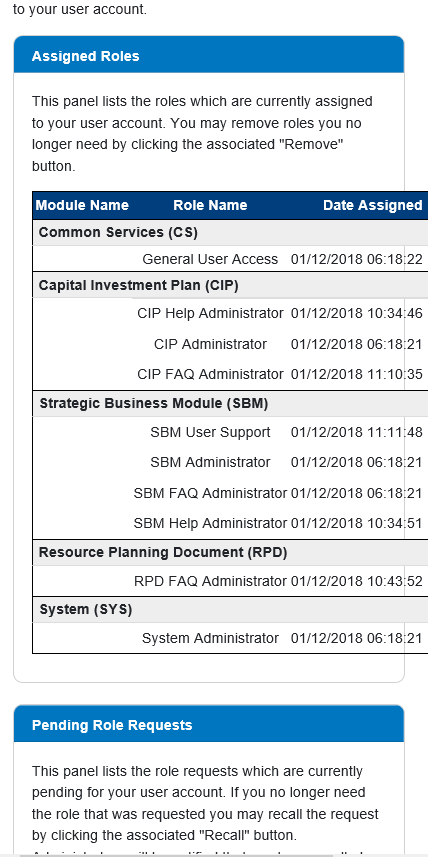 to your user account.
Assigned Roles
This panel lists the roles which are currently assigned
to your user account. You may remove roles you no
longer need by clicking the associated "Remove"
button.
Module Name Role Name Date Assigned
Common Services (CS)
General User Access 01/12/2018 06:18:22
Capital Investment Plan (CIP)
CIP Help Administrator 01/12/2018 10:34:46
CIP Administrator 01/12/2018 06:18:21
CIP FAQ Administrator 01/12/2018 11:10:35
Strategic Business Module (SBM)
SBM User Support 01/12/2018 11:11:48
SBM Administrator 01/12/2018 06:18:21
SBM FAQ Administrator 01/12/2018 06:18:21
SBM Help Administrator 01/12/2018 10:34:51
Resource Planning Document (RPD)
RPD FAQ Administrator 01/12/2018 10:43:52
System (SYS)
System Administrator 01/12/2018 06:18:21
Pending Role Requests
This panel lists the role requests which are currently
pending for your user account. If you no longer need
the role that was requested you may recall the request
by clicking the associated "Recall" button.